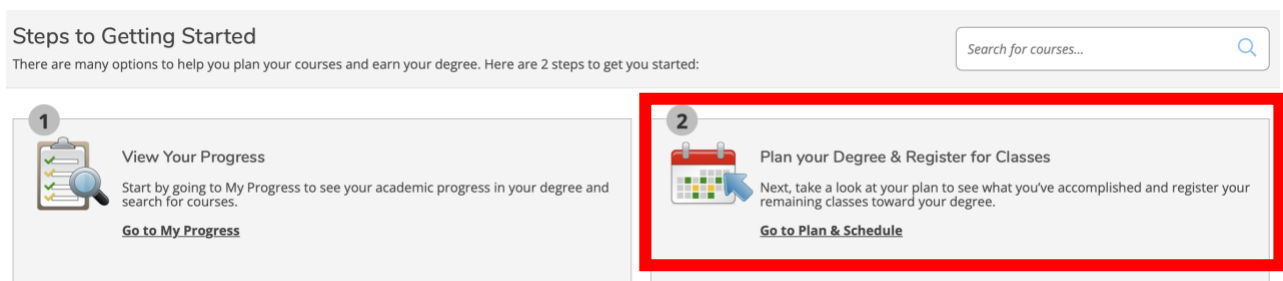 Steps to Getting Started
There are many options to help you plan your courses and earn your degree. Here are 2 steps to get you started:
Search for courses...
1
View Your Progress
Start by going to My Progress to see your academic progress in your degree and
search for courses.
Go to My Progress
2
Plan your Degree & Register for Classes
Next, take a look at your plan to see what you've accomplished and register your
remaining classes toward your degree.
Go to Plan & Schedule